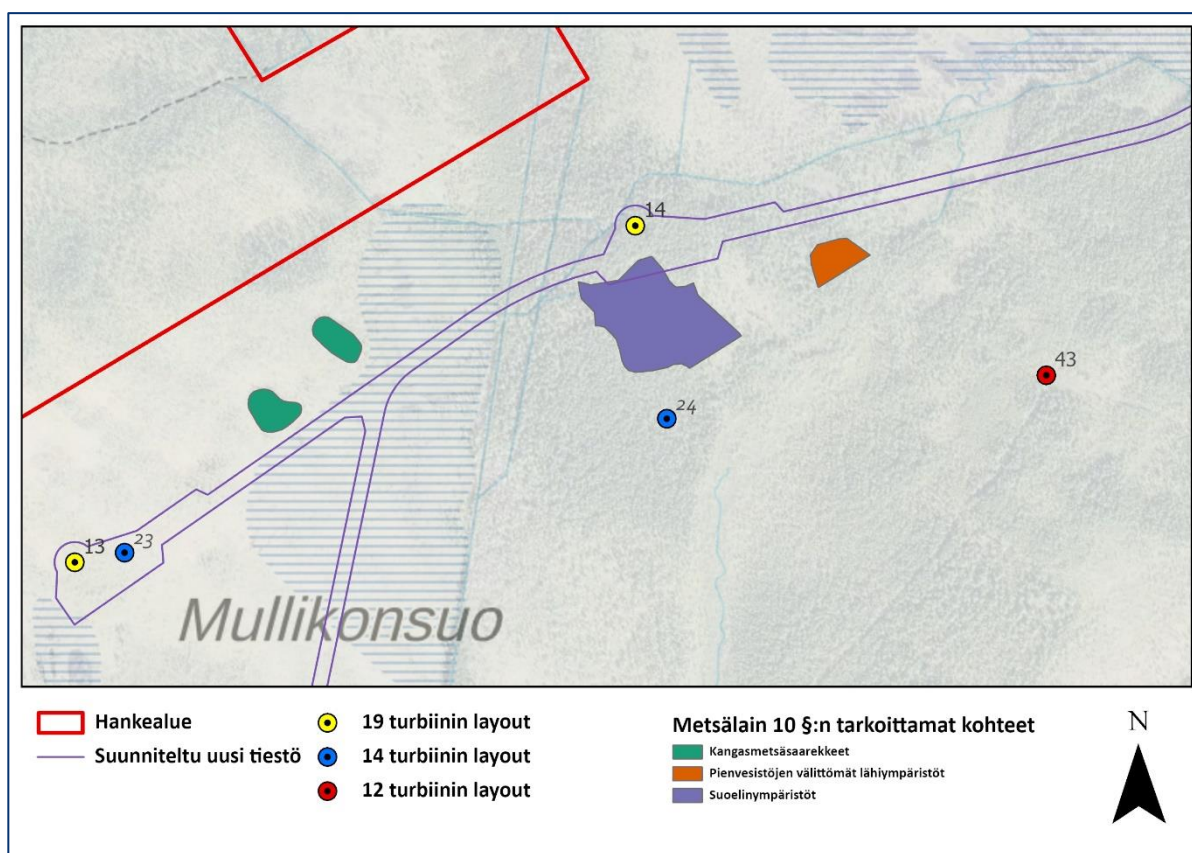 14
43
24
13
23
Mullikonsuo
Hankealue
Suunniteltu uusi tiestö
19 turbiinin layout
14 turbiinin layout
12 turbiinin layout
Metsälain 10 §:n tarkoittamat kohteet
Kangasmetsäsaarekkeet
Pienvesistöjen välittömät lähiympäristöt
Suoelinympäristöt
N